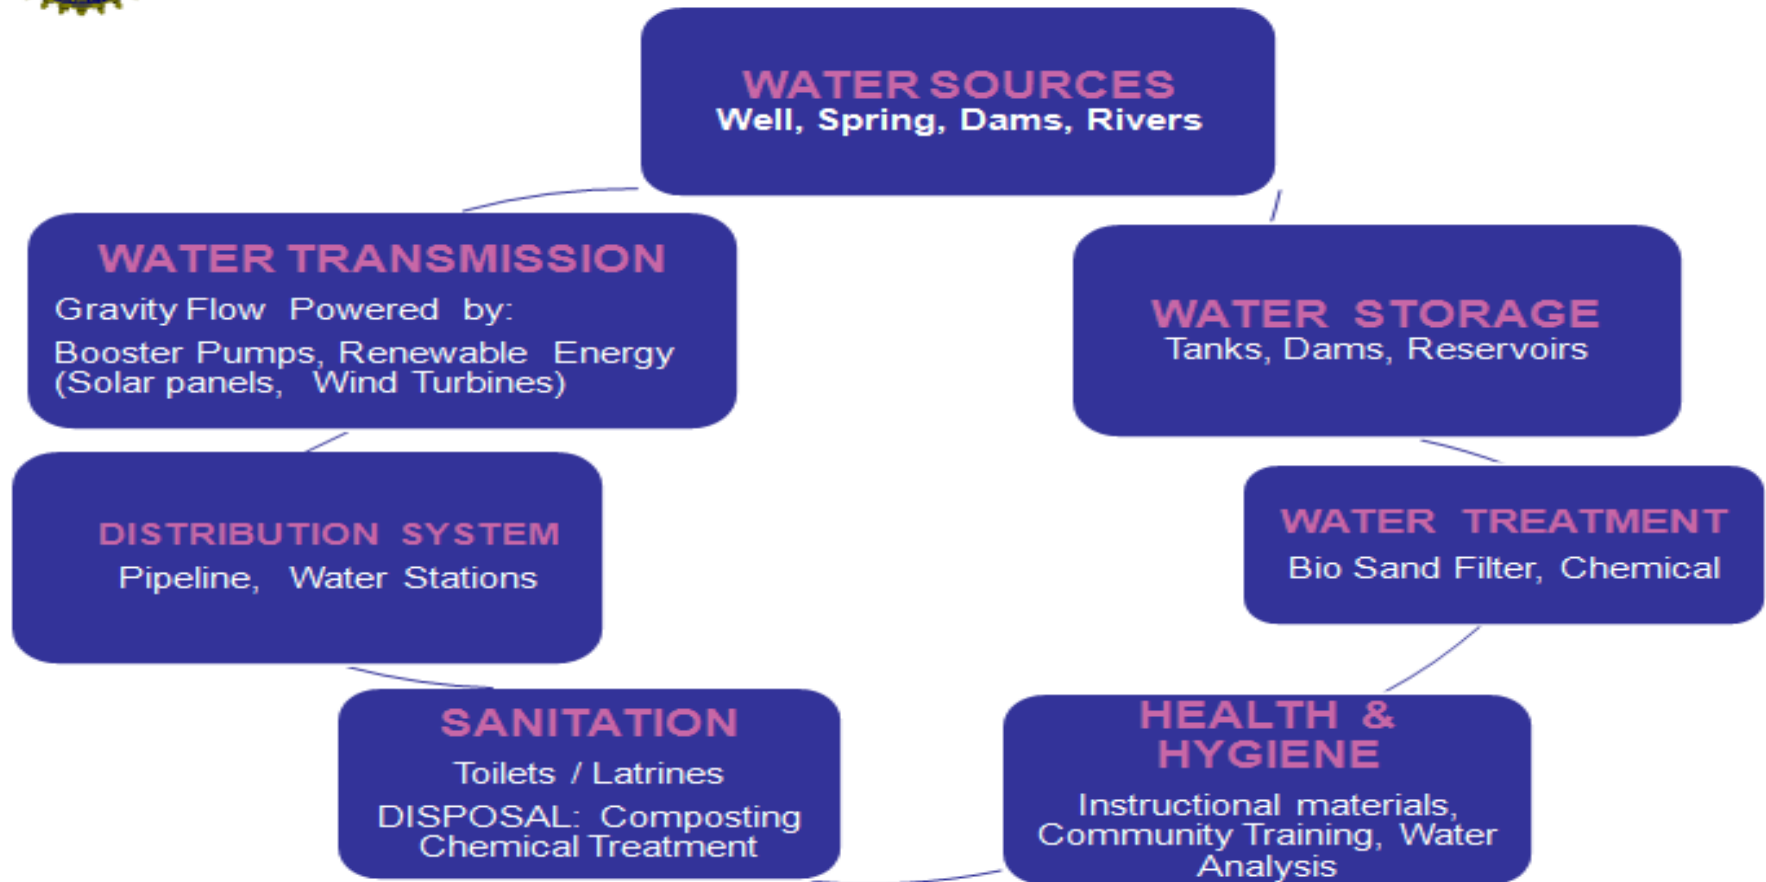 WATER SOURCES
Well, Spring, Dams, Rivers
WATER TRANSMISSION
Gravity Flow Powered by:
Booster Pumps, Renewable Energy
(Solar panels, Wind Turbines)
WATER STORAGE
Tanks, Dams, Reservoirs
DISTRIBUTION SYSTEM
Pipeline, Water Stations
WATER TREATMENT
Bio Sand Filter, Chemical
SANITATION
Toilets / Latrines
DISPOSAL: Composting
Chemical Treatment
HEALTH &
HYGIENE
Instructional materials,
Community Training, Water
Analysis